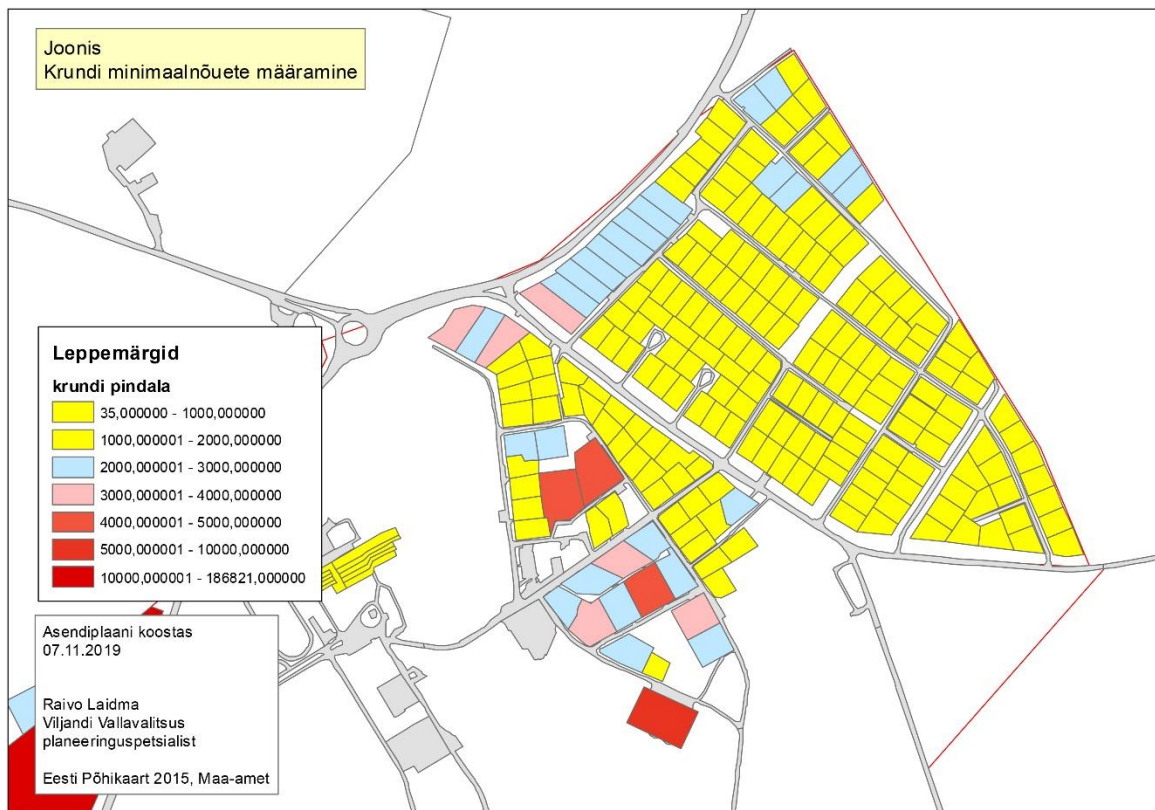 Joonis
Krundi minimaalnõuete määramine
Leppemärgid
krundi pindala
35,000000 - 1000,000000
1000,000001 - 2000,000000
2000,000001 - 3000,000000
3000,000001 - 4000,000000
4000,000001 - 5000,000000
5000,000001 - 10000,000000
10000,000001 - 186821,000000
Asendiplaani koostas
07.11.2019
Raivo Laidma
Viljandi Vallavalitsus
planeeringuspetsialist
Eesti Põhikaart 2015, Maa-amet